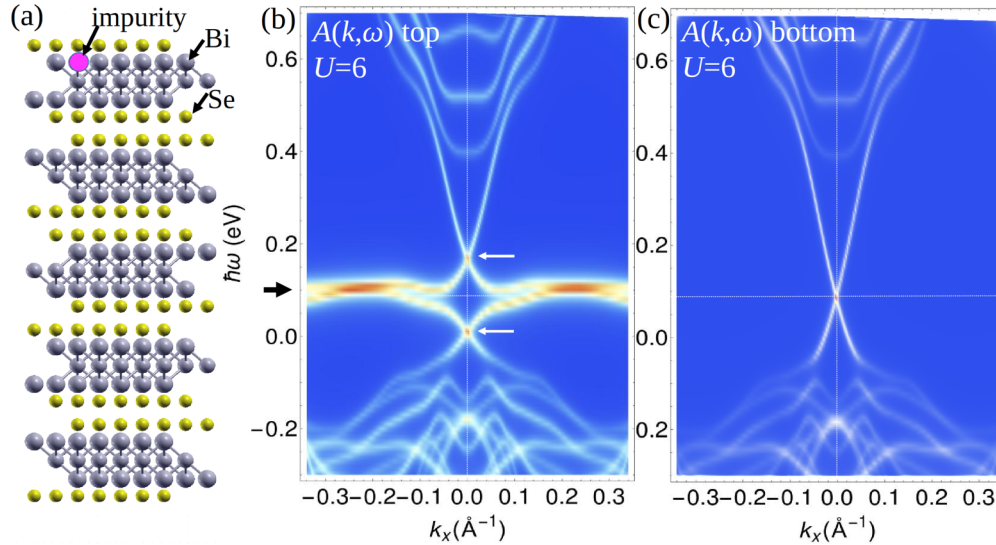 (a)
impurity
Bi
Se
(b)
A(k,ω) top
U=6
ħω (eV)
0.6
0.4
0.2
0.0
−0.2
−0.3 −0.2 −0.1 0.0 0.1 0.2 0.3
kₓ(Å⁻¹)
(c)
A(k,ω) bottom
U=6
0.6
0.4
0.2
0.0
0.2
−0.3 −0.2 −0.1 0.0 0.1 0.2 0.3
kₓ(Å⁻¹)